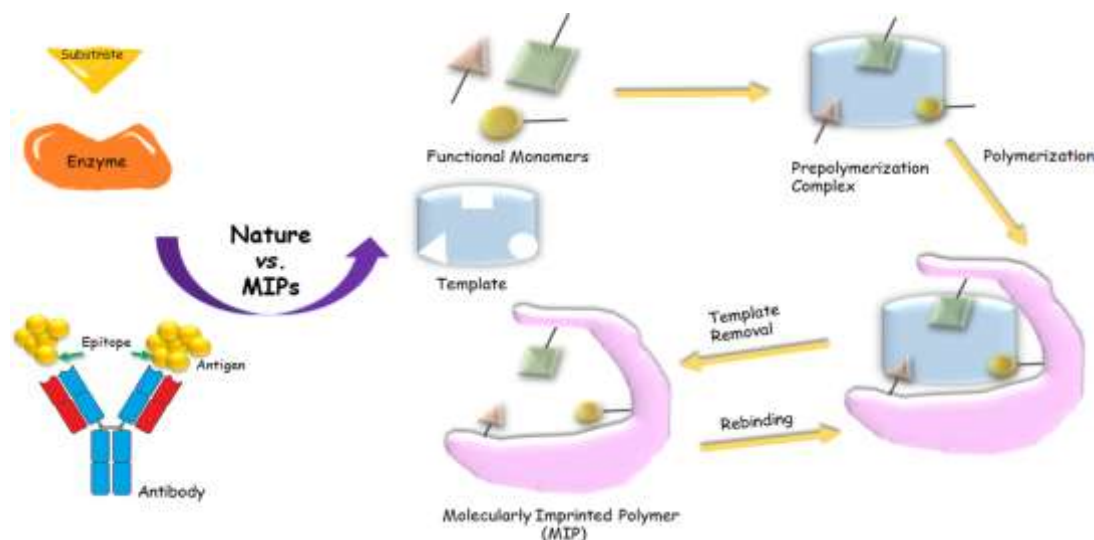 Substrate
Enzyme
Nature
vs.
MIPs
Epitope
Antigen
Antibody
Functional Monomers
Template
Prepolymerization
Complex
Polymerization
Template
Removal
Rebinding
Molecularly Imprinted Polymer
(MIP)